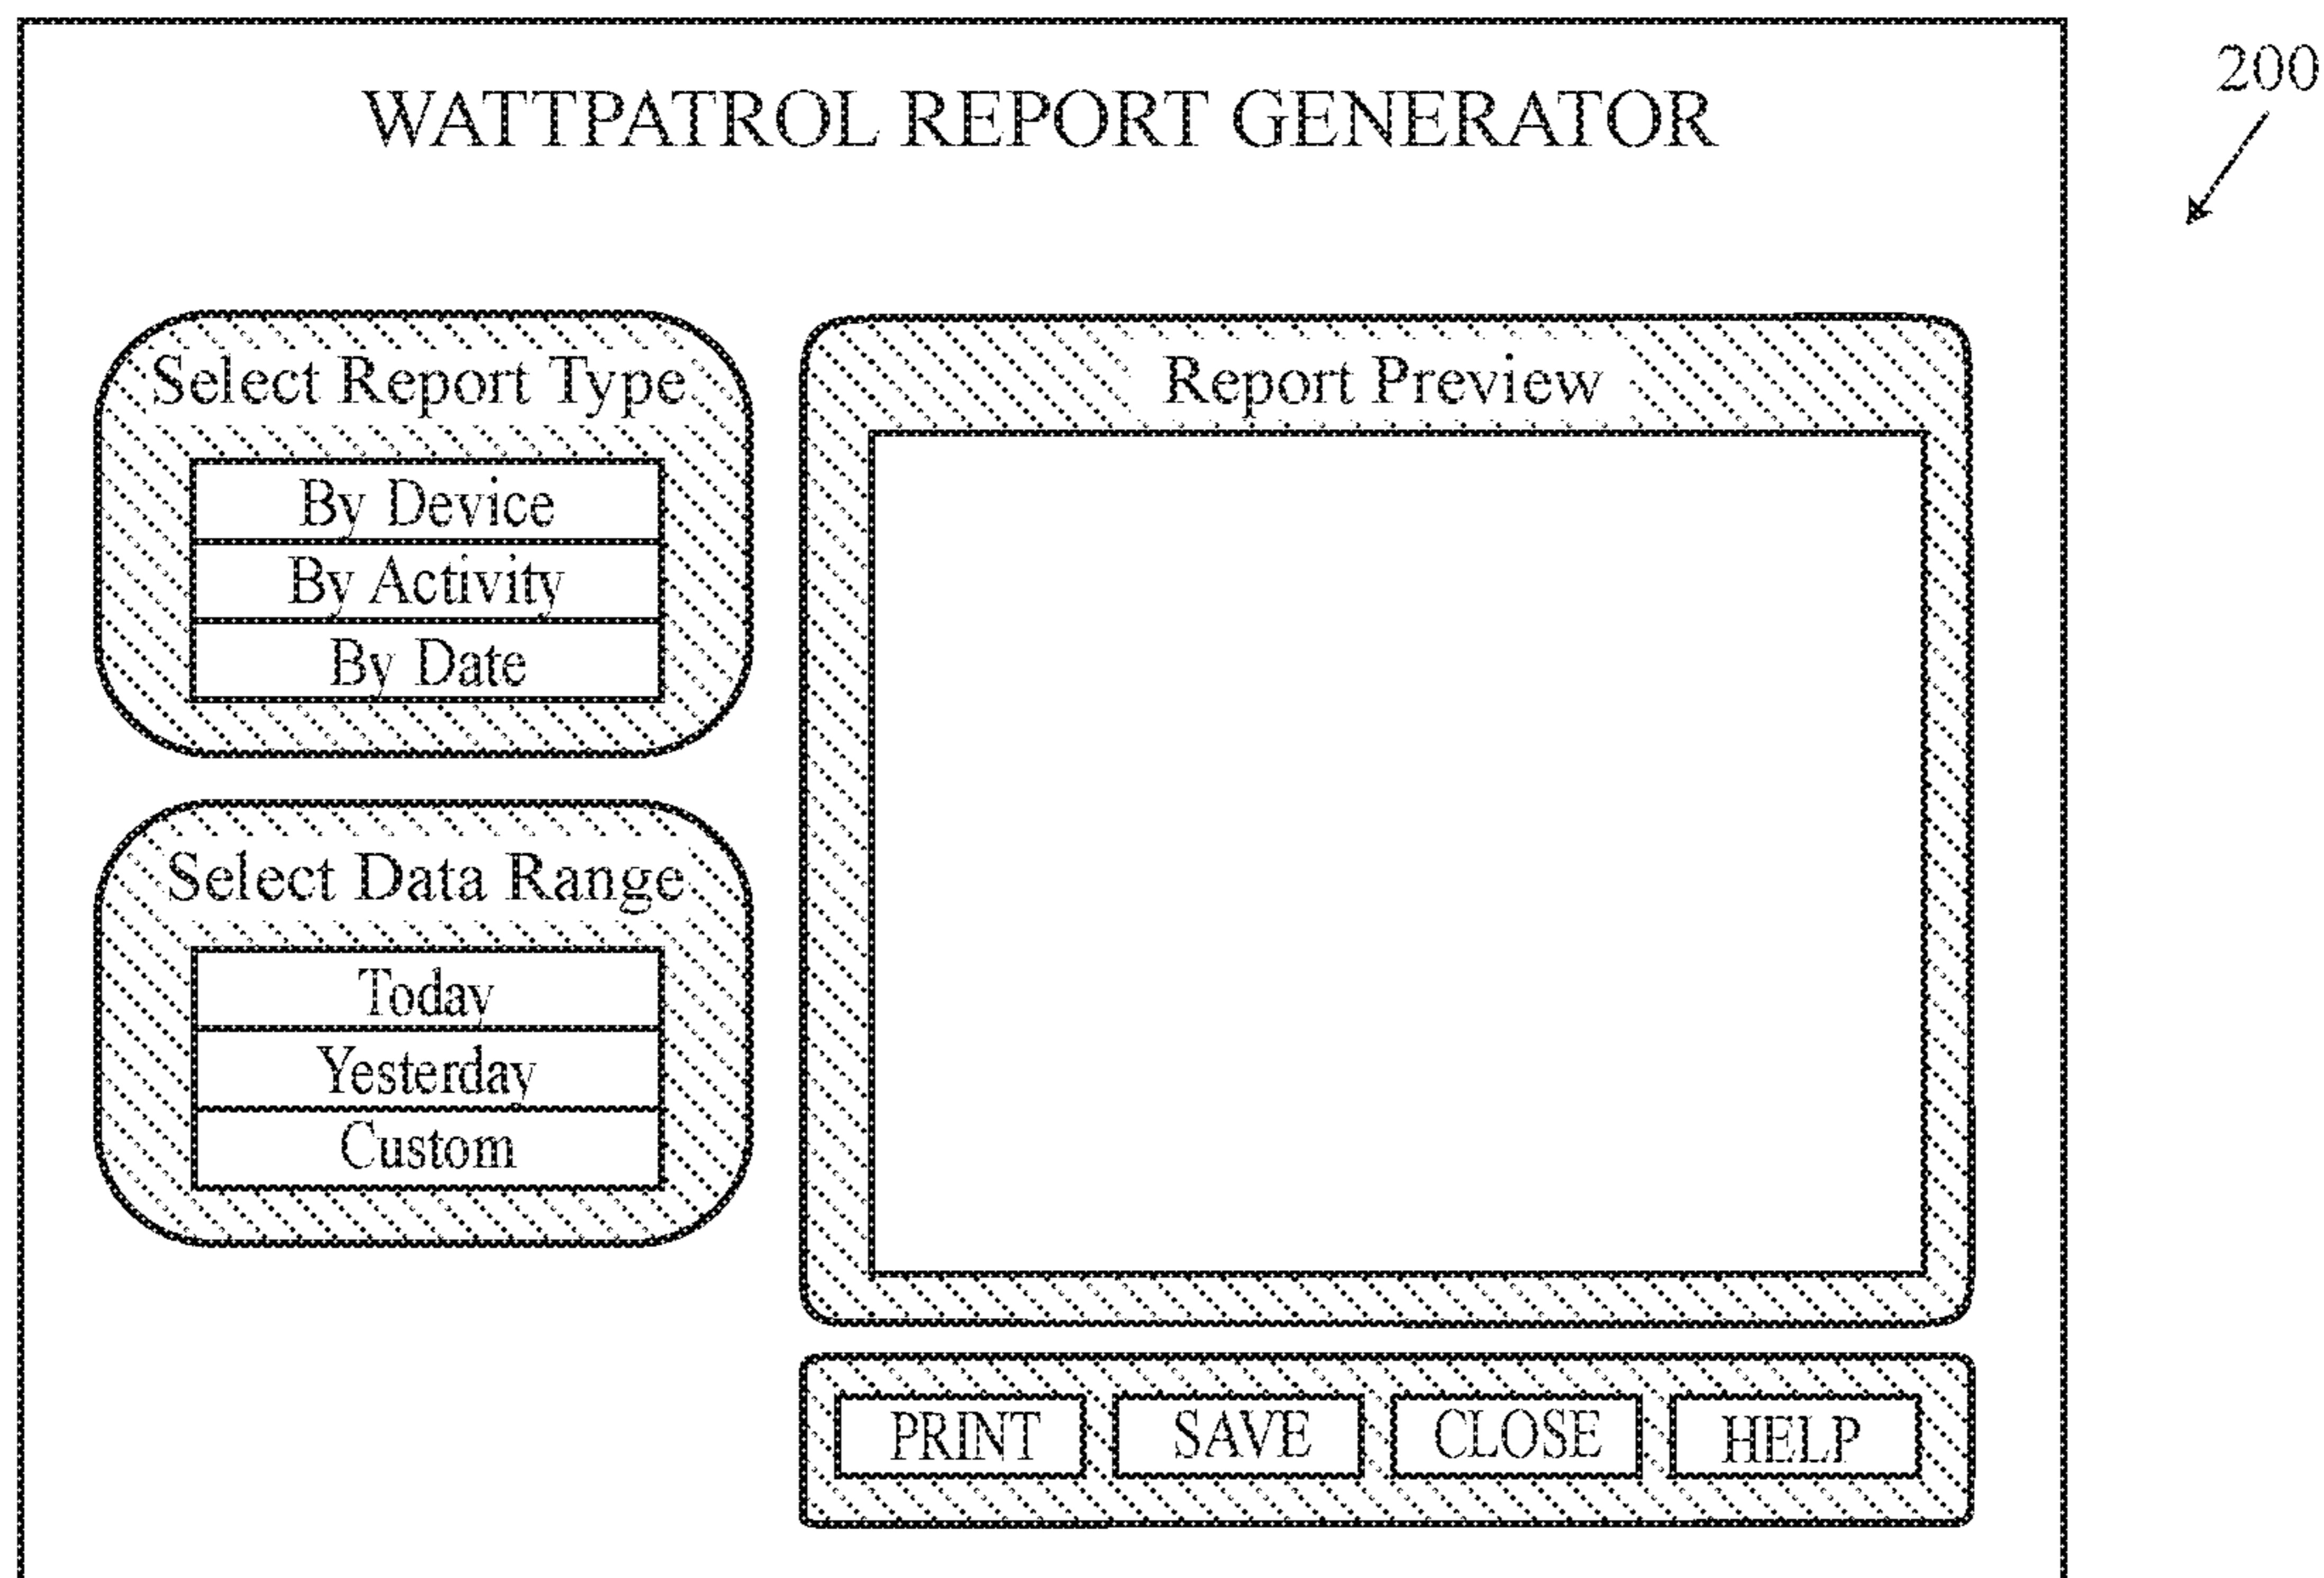 WATTPATROL REPORT GENERATOR
200
Select Report Type
By Device
By Activity
By Date
Select Data Range
Today
Yesterday
Custom
Report Preview
PRINT SAVE CLOSE HELP